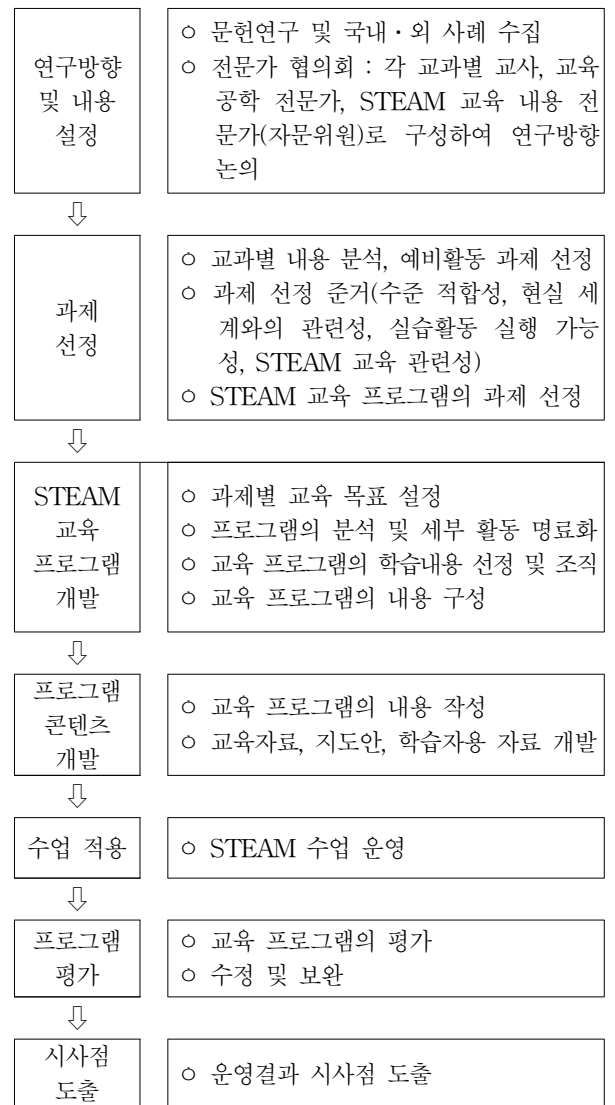 연구방향
및 내용
설정
ㅇ 문헌연구 및 국내・외 사례 수집
ㅇ 전문가 협의회 : 각 교과별 교사, 교육
공학 전문가, STEAM 교육 내용 전
문가(자문위원)로 구성하여 연구방향
논의
⇩
과제
선정
ㅇ 교과별 내용 분석, 예비활동 과제 선정
ㅇ 과제 선정 준거(수준 적합성, 현실 세
계와의 관련성, 실습활동 실행 가능
성, STEAM 교육 관련성)
ㅇ STEAM 교육 프로그램의 과제 선정
⇩
STEAM
교육
프로그램
개발
ㅇ 과제별 교육 목표 설정
ㅇ 프로그램의 분석 및 세부 활동 명료화
ㅇ 교육 프로그램의 학습내용 선정 및 조직
ㅇ 교육 프로그램의 내용 구성
⇩
프로그램
콘텐츠
개발
ㅇ 교육 프로그램의 내용 작성
ㅇ 교육자료, 지도안, 학습자용 자료 개발
⇩
수업 적용
ㅇ STEAM 수업 운영
⇩
프로그램
평가
ㅇ 교육 프로그램의 평가
ㅇ 수정 및 보완
⇩
시사점
도출
ㅇ 운영결과 시사점 도출